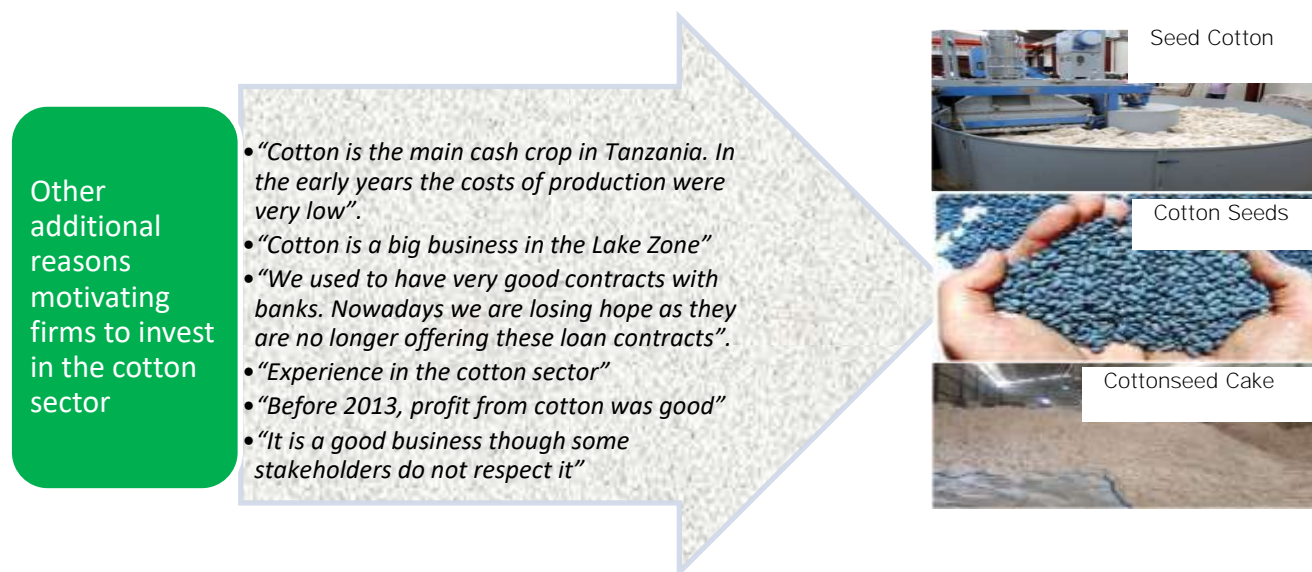 Other
additional
reasons
motivating
firms to invest
in the cotton
sector
•“Cotton is the main cash crop in Tanzania. In
the early years the costs of production were
very low”.
•“Cotton is a big business in the Lake Zone”
•“We used to have very good contracts with
banks. Nowadays we are losing hope as they
are no longer offering these loan contracts”.
•“Experience in the cotton sector”
•“Before 2013, profit from cotton was good”
•“It is a good business though some
stakeholders do not respect it”
Seed Cotton
Cotton Seeds
Cottonseed Cake